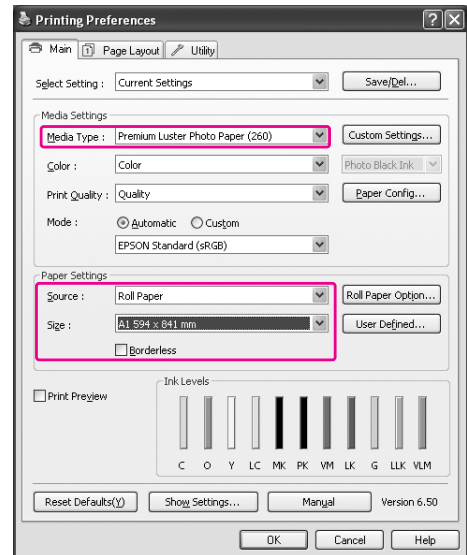 Printing Preferences
Main Page Layout Utility
Select Setting : Current Settings Save/Del...
Media Settings
Media Type : Premium Luster Photo Paper (260) Custom Settings...
Color : Color Photo Black Ink
Print Quality : Quality Paper Config...
Mode : Automatic Custom
EPSON Standard (sRGB)
Paper Settings
Source : Roll Paper Roll Paper Option...
Size : A1 594 x 841 mm User Defined...
Borderless
Print Preview
Ink Levels
C O Y LC MK PK VM LK G LLK VLM
Reset Defaults(Y) Show Settings... Manual Version 6.50
OK Cancel Help